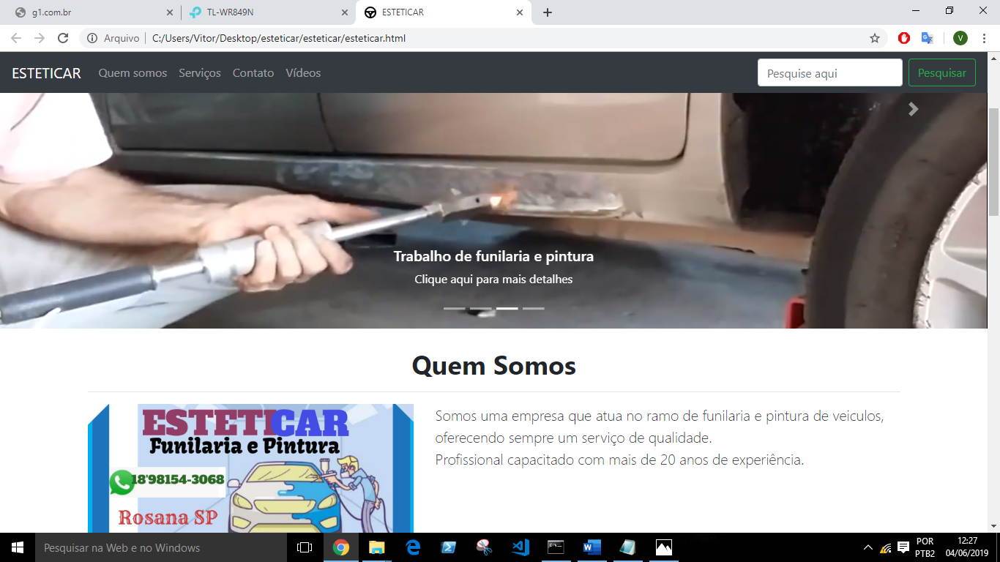 g1.com.br
TL-WR849N
ESTETICAR
Arquivo
C:/Users/Vitor/Desktop/esteticar/esteticar/esteticar.html
V
ESTETICAR
Quem somos
Serviços
Contato
Vídeos
Pesquise aqui
Pesquisar
Trabalho de funilaria e pintura
Clique aqui para mais detalhes
Quem Somos
ESTETICAR
Funilaria e Pintura
18'98154-3068
Rosana SP
Somos uma empresa que atua no ramo de funilaria e pintura de veiculos,
oferecendo sempre um serviço de qualidade.
Profissional capacitado com mais de 20 anos de experiência.
Pesquisar na Web e no Windows
POR
PTB2
12:27
04/06/2019